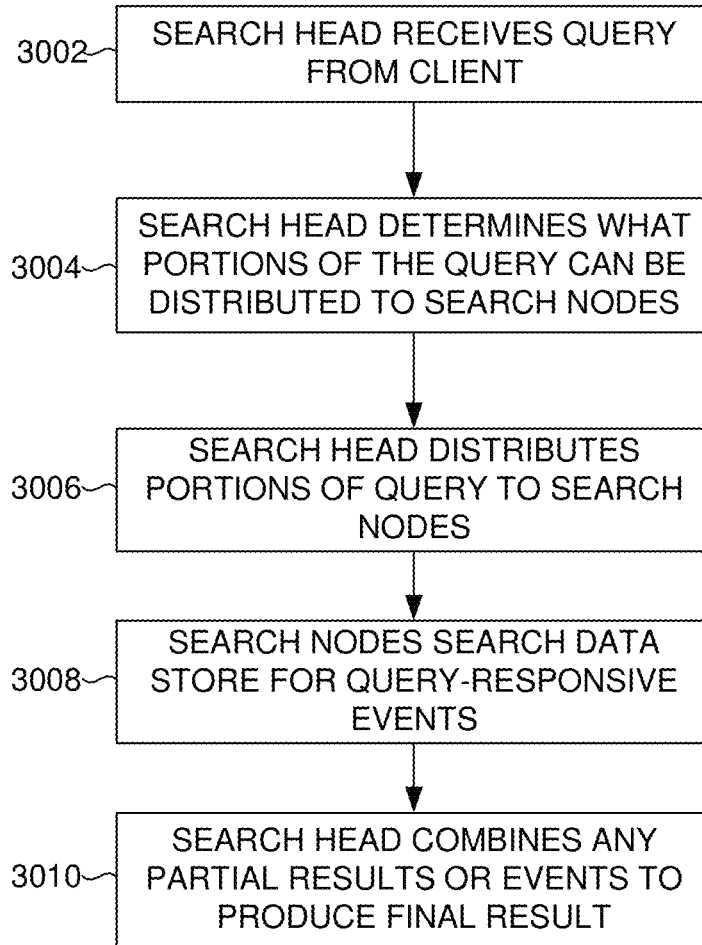 3002
SEARCH HEAD RECEIVES QUERY
FROM CLIENT
3004
SEARCH HEAD DETERMINES WHAT
PORTIONS OF THE QUERY CAN BE
DISTRIBUTED TO SEARCH NODES
3006
SEARCH HEAD DISTRIBUTES
PORTIONS OF QUERY TO SEARCH
NODES
3008
SEARCH NODES SEARCH DATA
STORE FOR QUERY-RESPONSIVE
EVENTS
3010
SEARCH HEAD COMBINES ANY
PARTIAL RESULTS OR EVENTS TO
PRODUCE FINAL RESULT